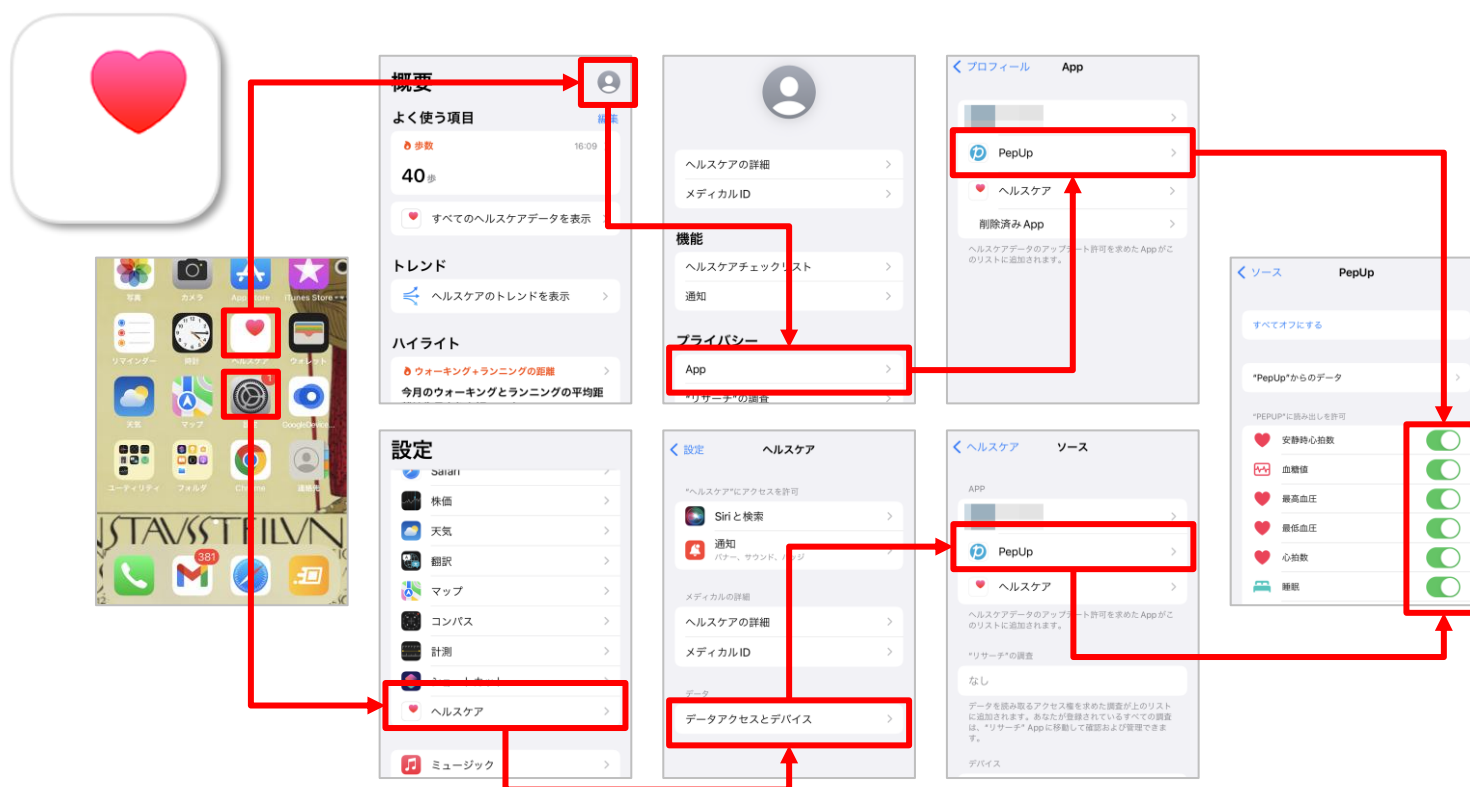 写真
カメラ
App Store
iTunes Store
リマインダー
時計
ヘルスケア
ウォレット
天気
マップ
設定
1
GoogleDevice...
ユーティリティ
フォルダ
Chrome
連絡先
381
概要
よく使う項目
編集
歩数
16:09
40歩
すべてのヘルスケアデータを表示
トレンド
ヘルスケアのトレンドを表示
ハイライト
ウォーキング+ランニングの距離
今月のウォーキングとランニングの平均距
ヘルスケアの詳細
メディカルID
機能
ヘルスケアチェックリスト
通知
プライバシー
App
"リサーチ"の調査
プロフィール
App
PepUp
ヘルスケア
削除済み App
ヘルスケアデータのアップデート許可を求めた App がこ
のリストに追加されます。
設定
Safari
株価
天気
翻訳
マップ
コンパス
計測
ショートカット
ヘルスケア
ミュージック
設定
ヘルスケア
"ヘルスケア"にアクセスを許可
Siriと検索
通知
バナー、サウンド、バッジ
メディカルの詳細
ヘルスケアの詳細
メディカルID
データ
データアクセスとデバイス
ヘルスケア
ソース
APP
PepUp
ヘルスケア
ヘルスケアデータのアップデート許可を求めた App がこ
のリストに追加されます。
"リサーチ"の調査
なし
データを読み取るアクセス権を求めた調査が上のリスト
に追加されます。あなたが登録されているすべての調査
は、"リサーチ" App に移動して確認および管理できま
す。
デバイス
ソース
PepUp
すべてオフにする
"PepUp"からのデータ
"PEPUP"に読み出しを許可
安静時心拍数
血糖値
最高血圧
最低血圧
心拍数
睡眠